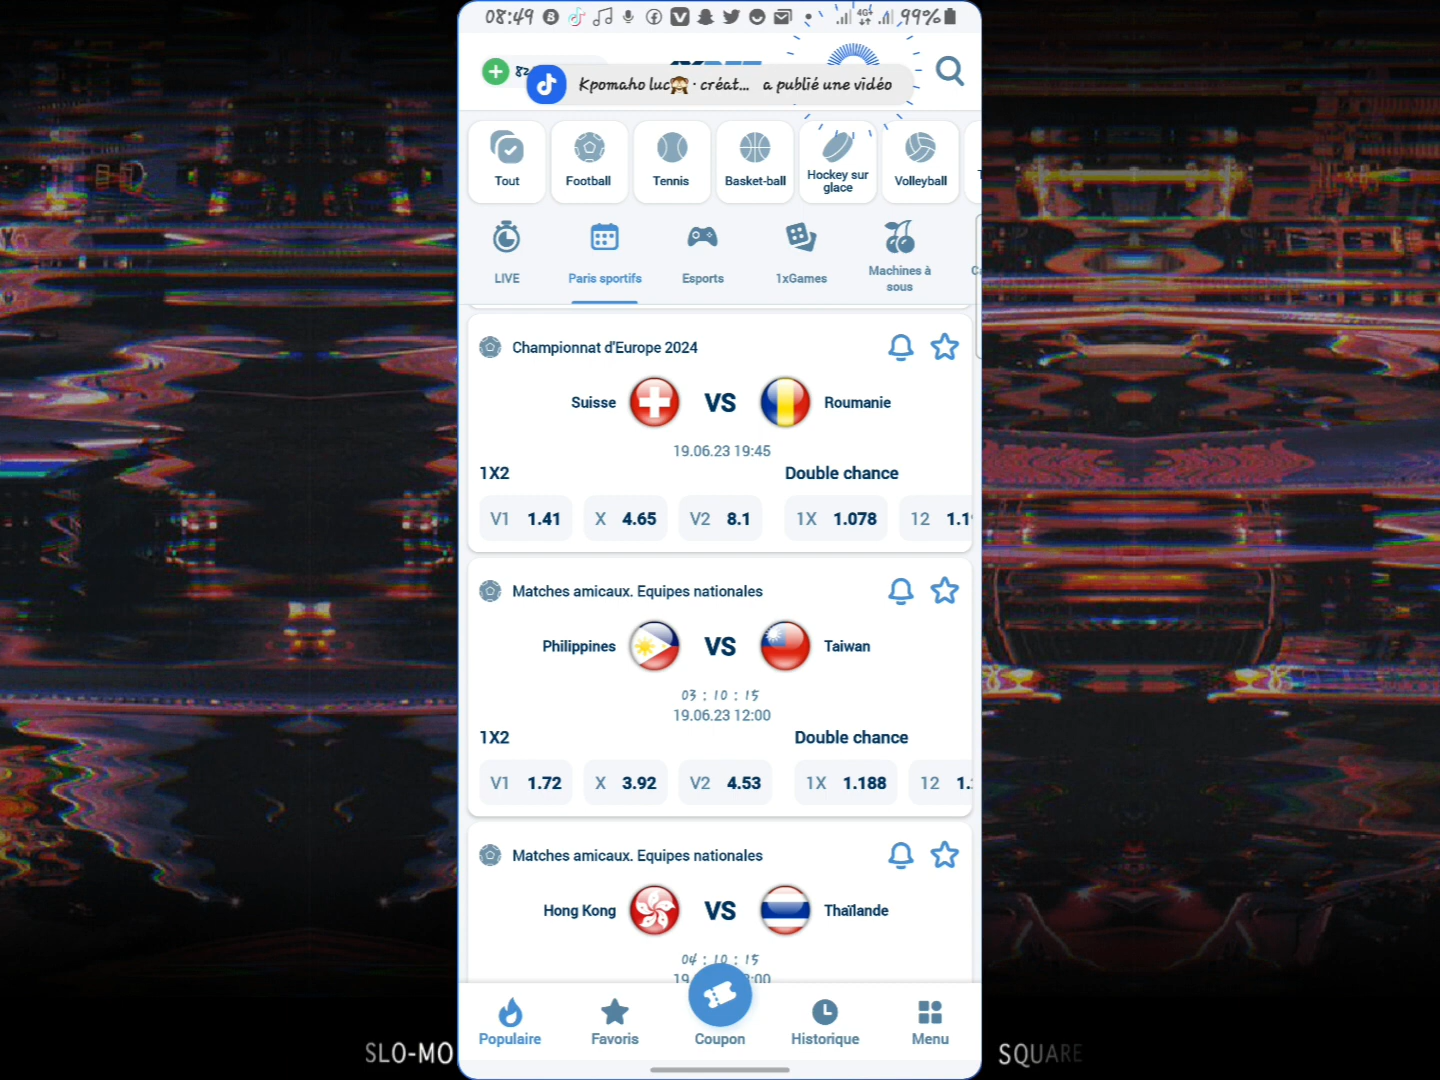 08:49 4G+ 99%
Kpomaho luc🙈 · créat... a publié une vidéo
Tout Football Tennis Basket-ball Hockey sur glace Volleyball
LIVE Paris sportifs Esports 1xGames Machines à sous
Championnat d'Europe 2024
Suisse VS Roumanie
19.06.23 19:45
1X2 Double chance
V1 1.41 X 4.65 V2 8.1 1X 1.078 12
Matches amicaux. Equipes nationales
Philippines VS Taiwan
03 : 10 : 15
19.06.23 12:00
1X2 Double chance
V1 1.72 X 3.92 V2 4.53 1X 1.188 12
Matches amicaux. Equipes nationales
Hong Kong VS Thaïlande
04 : 10 : 15
Populaire Favoris Coupon Historique Menu
SLO-MO SQUARE